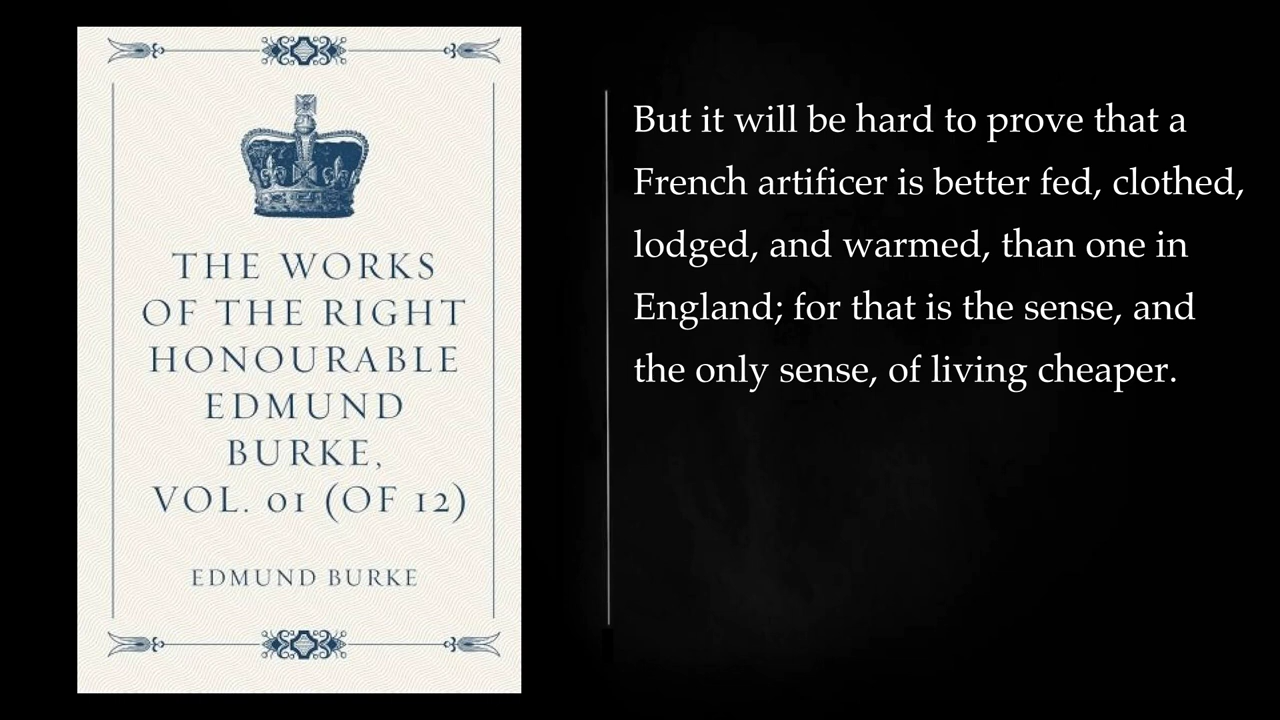 THE WORKS
OF THE RIGHT
HONOURABLE
EDMUND
BURKE,
VOL. 01 (OF 12)
EDMUND BURKE
But it will be hard to prove that a
French artificer is better fed, clothed,
lodged, and warmed, than one in
England; for that is the sense, and
the only sense, of living cheaper.